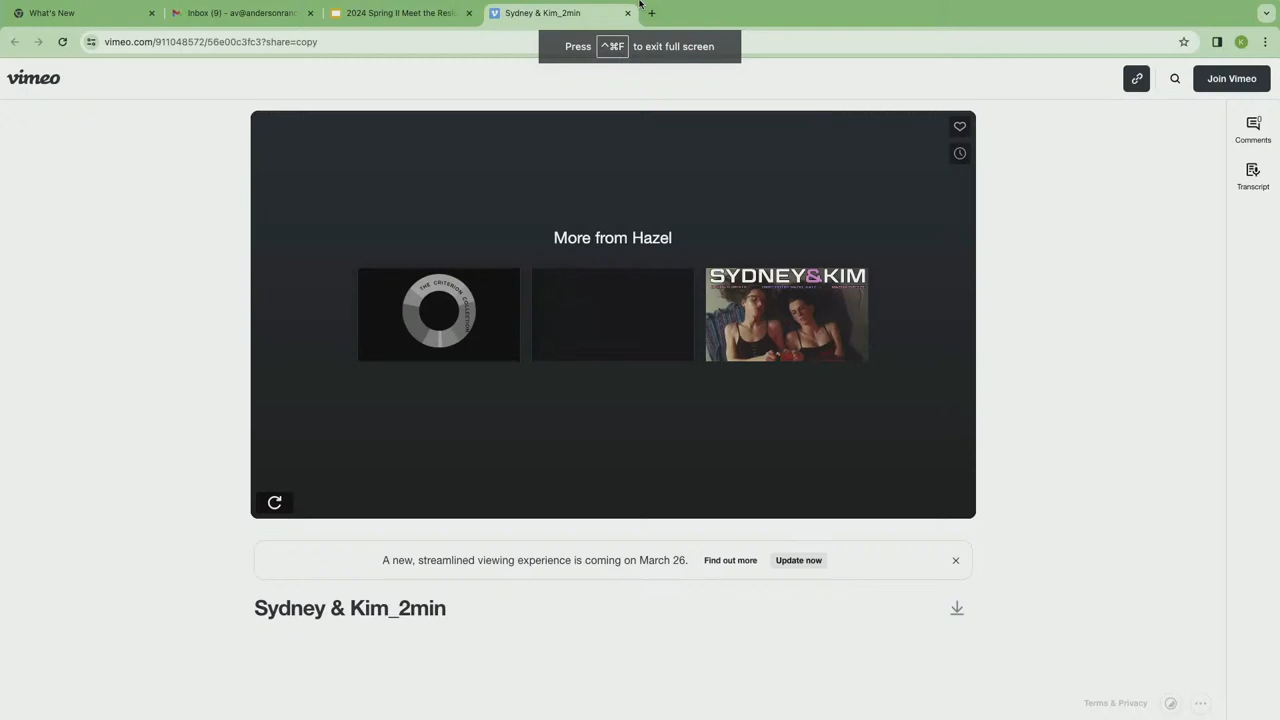 What's New
Inbox (9) - av@andersonranc
2024 Spring II Meet the Resid
Sydney & Kim_2min
vimeo.com/911048572/56e00c3fc3?share=copy
K
Press ^⌘F to exit full screen
vimeo
Join Vimeo
0
Comments
Transcript
More from Hazel
THE CRITERION COLLECTION
SYDNEY&KIM
A new, streamlined viewing experience is coming on March 26. Find out more Update now
Sydney & Kim_2min
Terms & Privacy